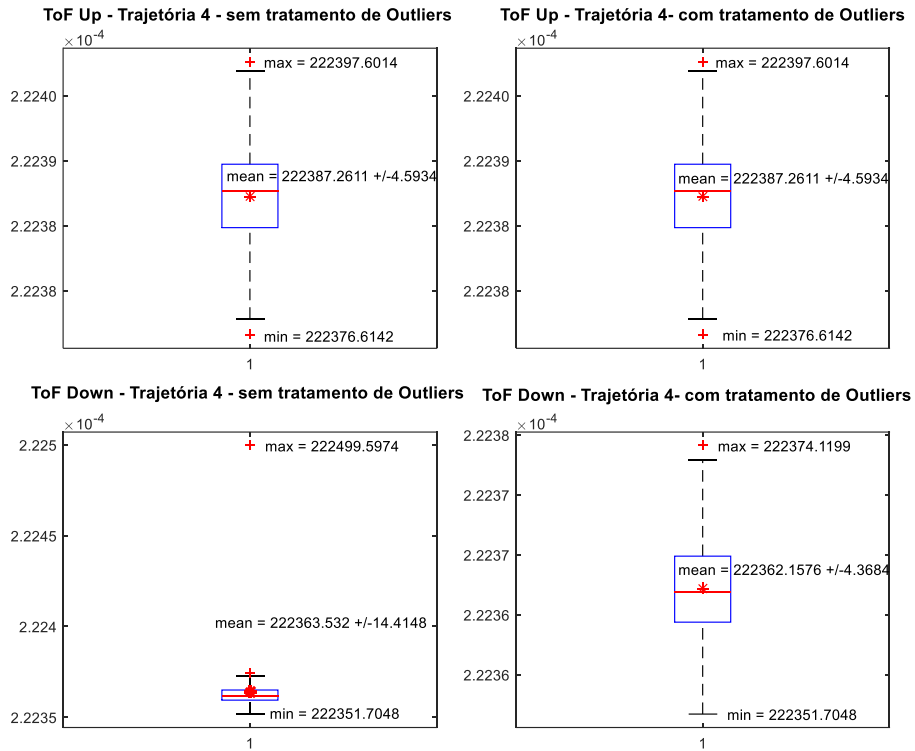 ToF Up - Trajetória 4 - sem tratamento de Outliers
×10-4
max = 222397.6014
2.2240
2.2239
mean = 222387.2611 +/-4.5934
2.2238
2.2238
min = 222376.6142
1
ToF Up - Trajetória 4- com tratamento de Outliers
×10-4
max = 222397.6014
2.2240
2.2239
mean = 222387.2611 +/-4.5934
2.2238
2.2238
min = 222376.6142
1
ToF Down - Trajetória 4 - sem tratamento de Outliers
×10-4
2.225
max = 222499.5974
2.2245
mean = 222363.532 +/-14.4148
2.224
2.2235
min = 222351.7048
1
ToF Down - Trajetória 4- com tratamento de Outliers
×10-4
2.2238
max = 222374.1199
2.2237
2.2237
mean = 222362.1576 +/-4.3684
2.2236
2.2236
min = 222351.7048
1